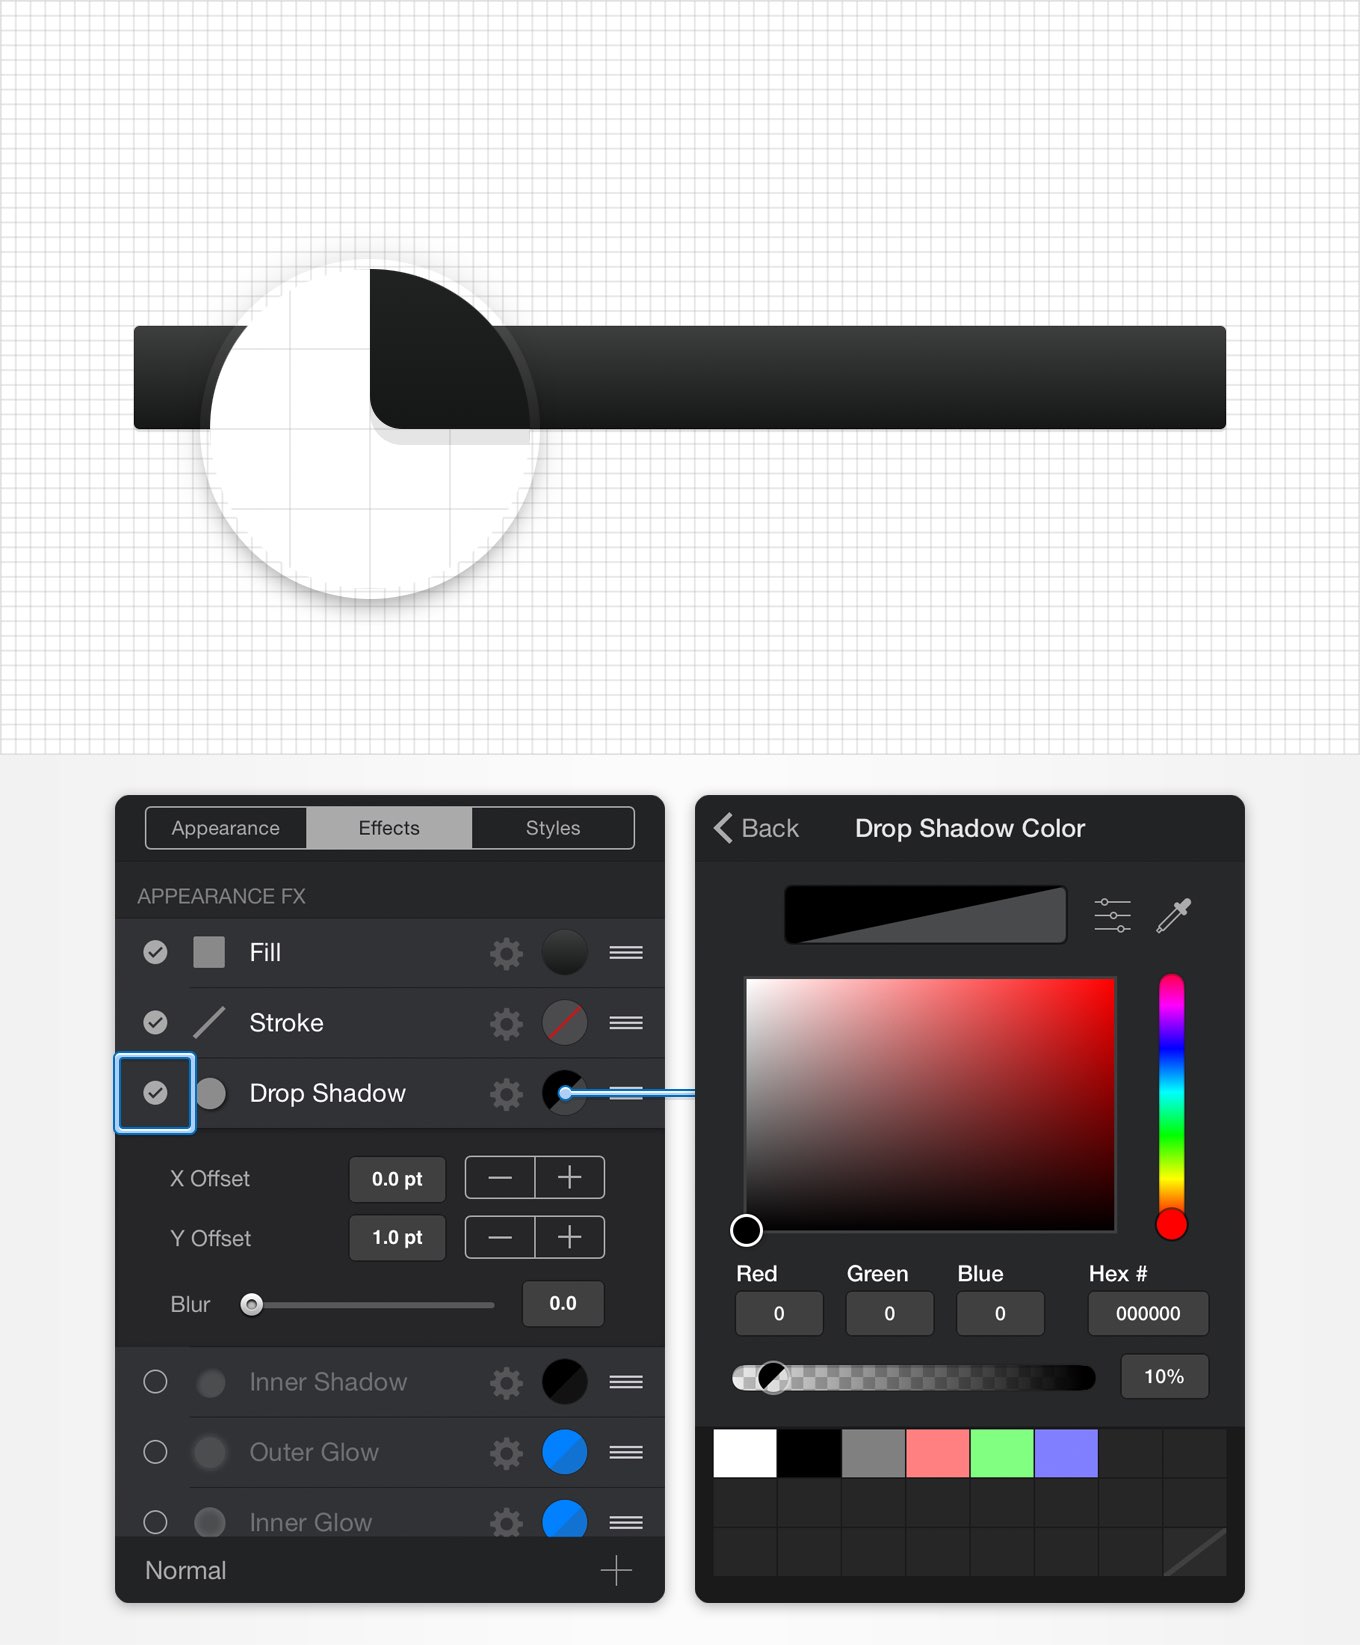 Appearance Effects Styles
APPEARANCE FX
Fill
Stroke
Drop Shadow
X Offset 0.0 pt
Y Offset 1.0 pt
Blur 0.0
Inner Shadow
Outer Glow
Inner Glow
Normal
Back Drop Shadow Color
Red Green Blue Hex #
0 0 0 000000
10%